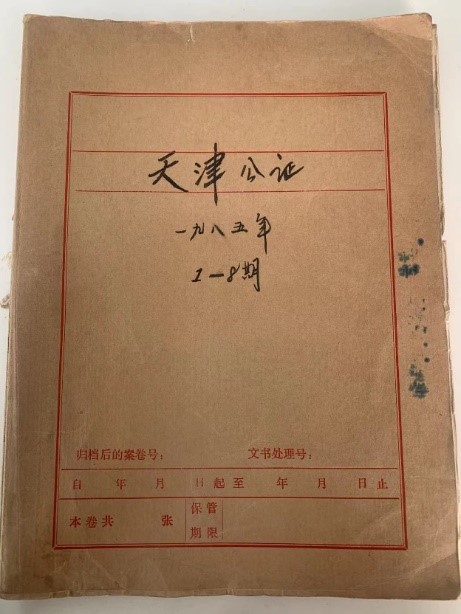 天津公证
一九八五年
1—8期
归档后的案卷号： 文书处理号：
自 年 月 日起至 年 月 日止
本卷共 张 保管期限